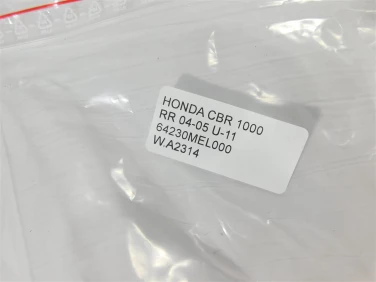 HONDA CBR 1000
RR 04-05 U-11
64230MEL000
W.A2314